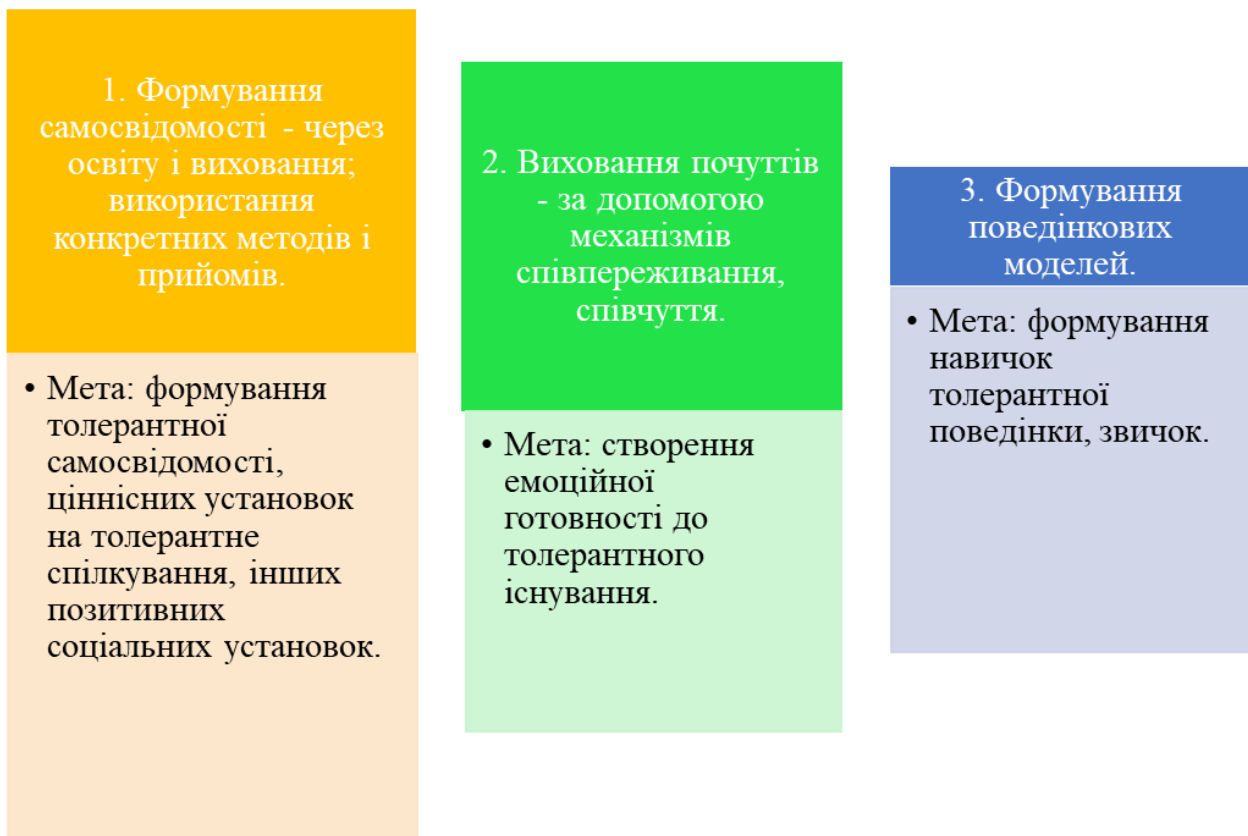 1. Формування
самосвідомості - через
освіту і виховання;
використання
конкретних методів і
прийомів.
• Мета: формування
толерантної
самосвідомості,
ціннісних установок
на толерантне
спілкування, інших
позитивних
соціальних установок.
2. Виховання почуттів
- за допомогою
механізмів
співпереживання,
співчуття.
• Мета: створення
емоційної
готовності до
толерантного
існування.
3. Формування
поведінкових
моделей.
• Мета: формування
навичок
толерантної
поведінки, звичок.